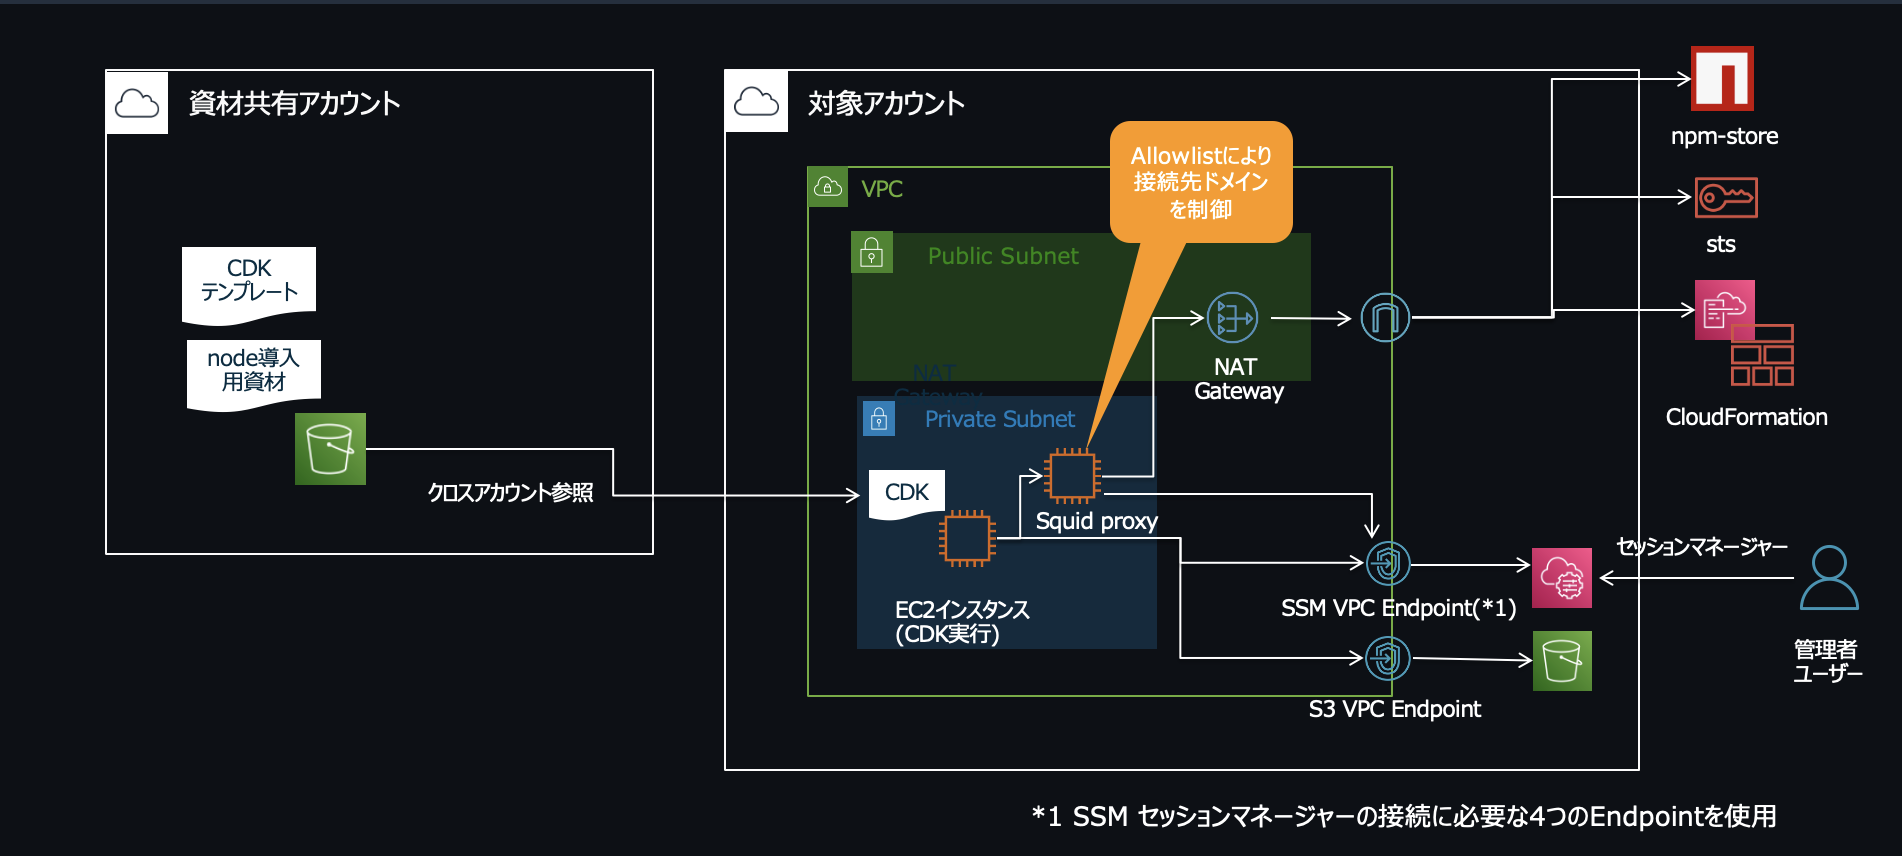 資材共有アカウント
CDK
テンプレート
node導入
用資材
クロスアカウント参照
対象アカウント
Allowlistにより
接続先ドメイン
を制御
VPC
Public Subnet
NAT
Gateway
NAT
Gateway
Private Subnet
CDK
Squid proxy
EC2インスタンス
(CDK実行)
SSM VPC Endpoint(*1)
S3 VPC Endpoint
npm-store
sts
CloudFormation
セッションマネージャー
管理者
ユーザー
*1 SSM セッションマネージャーの接続に必要な4つのEndpointを使用